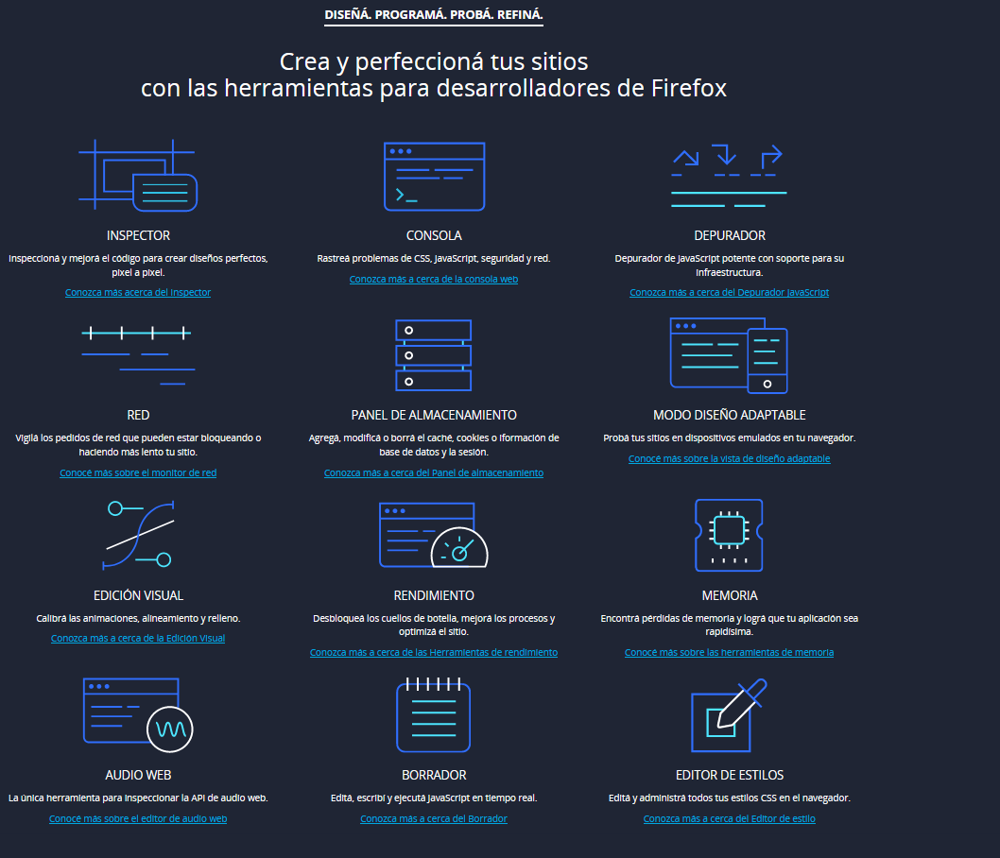 DISEÑÁ. PROGRAMÁ. PROBÁ. REFINÁ.
Crea y perfeccioná tus sitios
con las herramientas para desarrolladores de Firefox
INSPECTOR
Inspeccioná y mejorá el código para crear diseños perfectos,
pixel a pixel.
Conozca más acerca del Inspector
CONSOLA
Rastreá problemas de CSS, JavaScript, seguridad y red.
Conozca más a cerca de la consola web
DEPURADOR
Depurador de JavaScript potente con soporte para su
infraestructura.
Conozca más a cerca del Depurador JavaScript
RED
Vigilá los pedidos de red que pueden estar bloqueando o
haciendo más lento tu sitio.
Conocé más sobre el monitor de red
PANEL DE ALMACENAMIENTO
Agregá, modificá o borrá el caché, cookies o iformación de
base de datos y la sesión.
Conozca más a cerca del Panel de almacenamiento
MODO DISEÑO ADAPTABLE
Probá tus sitios en dispositivos emulados en tu navegador.
Conocé más sobre la vista de diseño adaptable
EDICIÓN VISUAL
Calibrá las animaciones, alineamiento y relleno.
Conozca más a cerca de la Edición Visual
RENDIMIENTO
Desbloqueá los cuellos de botella, mejorá los procesos y
optimizá el sitio.
Conozca más a cerca de las Herramientas de rendimiento
MEMORIA
Encontrá pérdidas de memoria y lográ que tu aplicación sea
rapidísima.
Conocé más sobre las herramientas de memoria
AUDIO WEB
La única herramienta para inspeccionar la API de audio web.
Conocé más sobre el editor de audio web
BORRADOR
Editá, escribí y ejecutá JavaScript en tiempo real.
Conozca más a cerca del Borrador
EDITOR DE ESTILOS
Editá y administrá todos tus estilos CSS en el navegador.
Conozca más a cerca del Editor de estilo